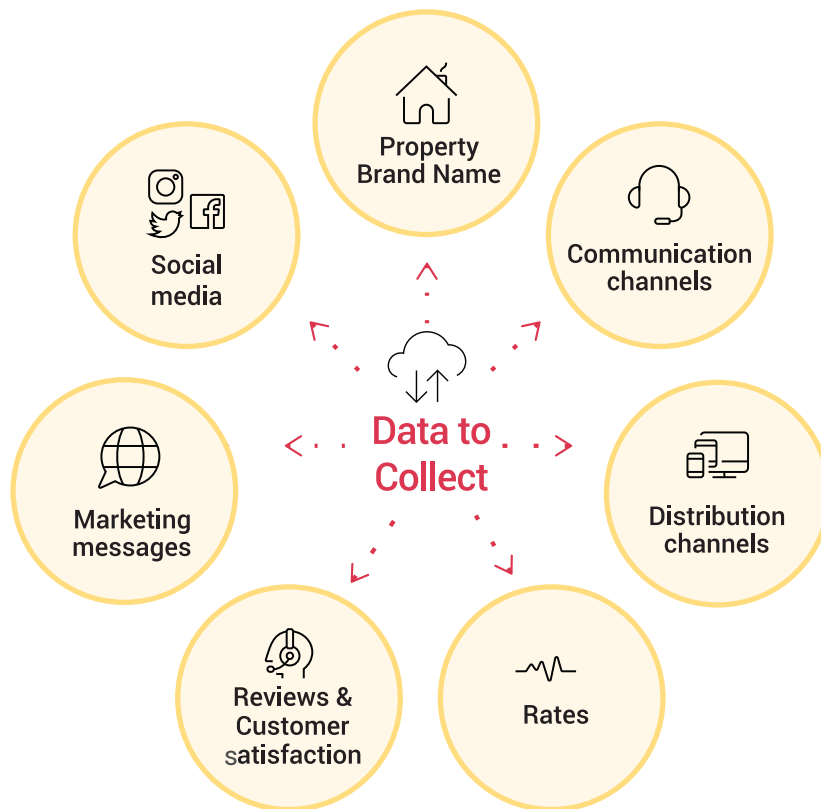 Property
Brand Name
Social
media
Communication
channels
Data to
Collect
Marketing
messages
Distribution
channels
Reviews &
Customer
satisfaction
Rates